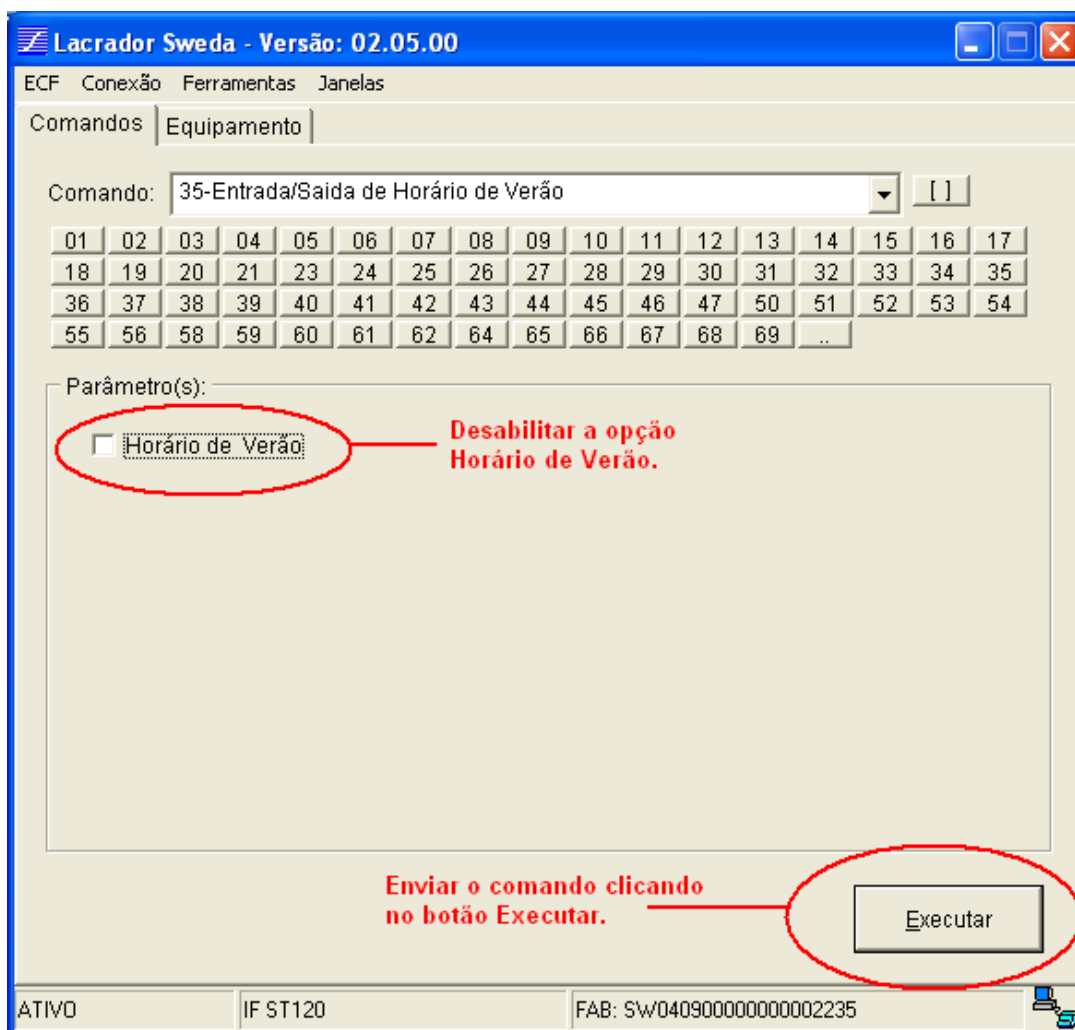 Lacrador Sweda - Versão: 02.05.00
ECF Conexão Ferramentas Janelas
Comandos Equipamento
Comando: 35-Entrada/Saida de Horário de Verão [ ]
01 02 03 04 05 06 07 08 09 10 11 12 13 14 15 16 17
18 19 20 21 23 24 25 26 27 28 29 30 31 32 33 34 35
36 37 38 39 40 41 42 43 44 45 46 47 50 51 52 53 54
55 56 58 59 60 61 62 64 65 66 67 68 69 ..
Parâmetro(s):
Horário de Verão
Desabilitar a opção
Horário de Verão.
Enviar o comando clicando
no botão Executar.
Executar
ATIVO IF ST120 FAB: SW040900000000002235